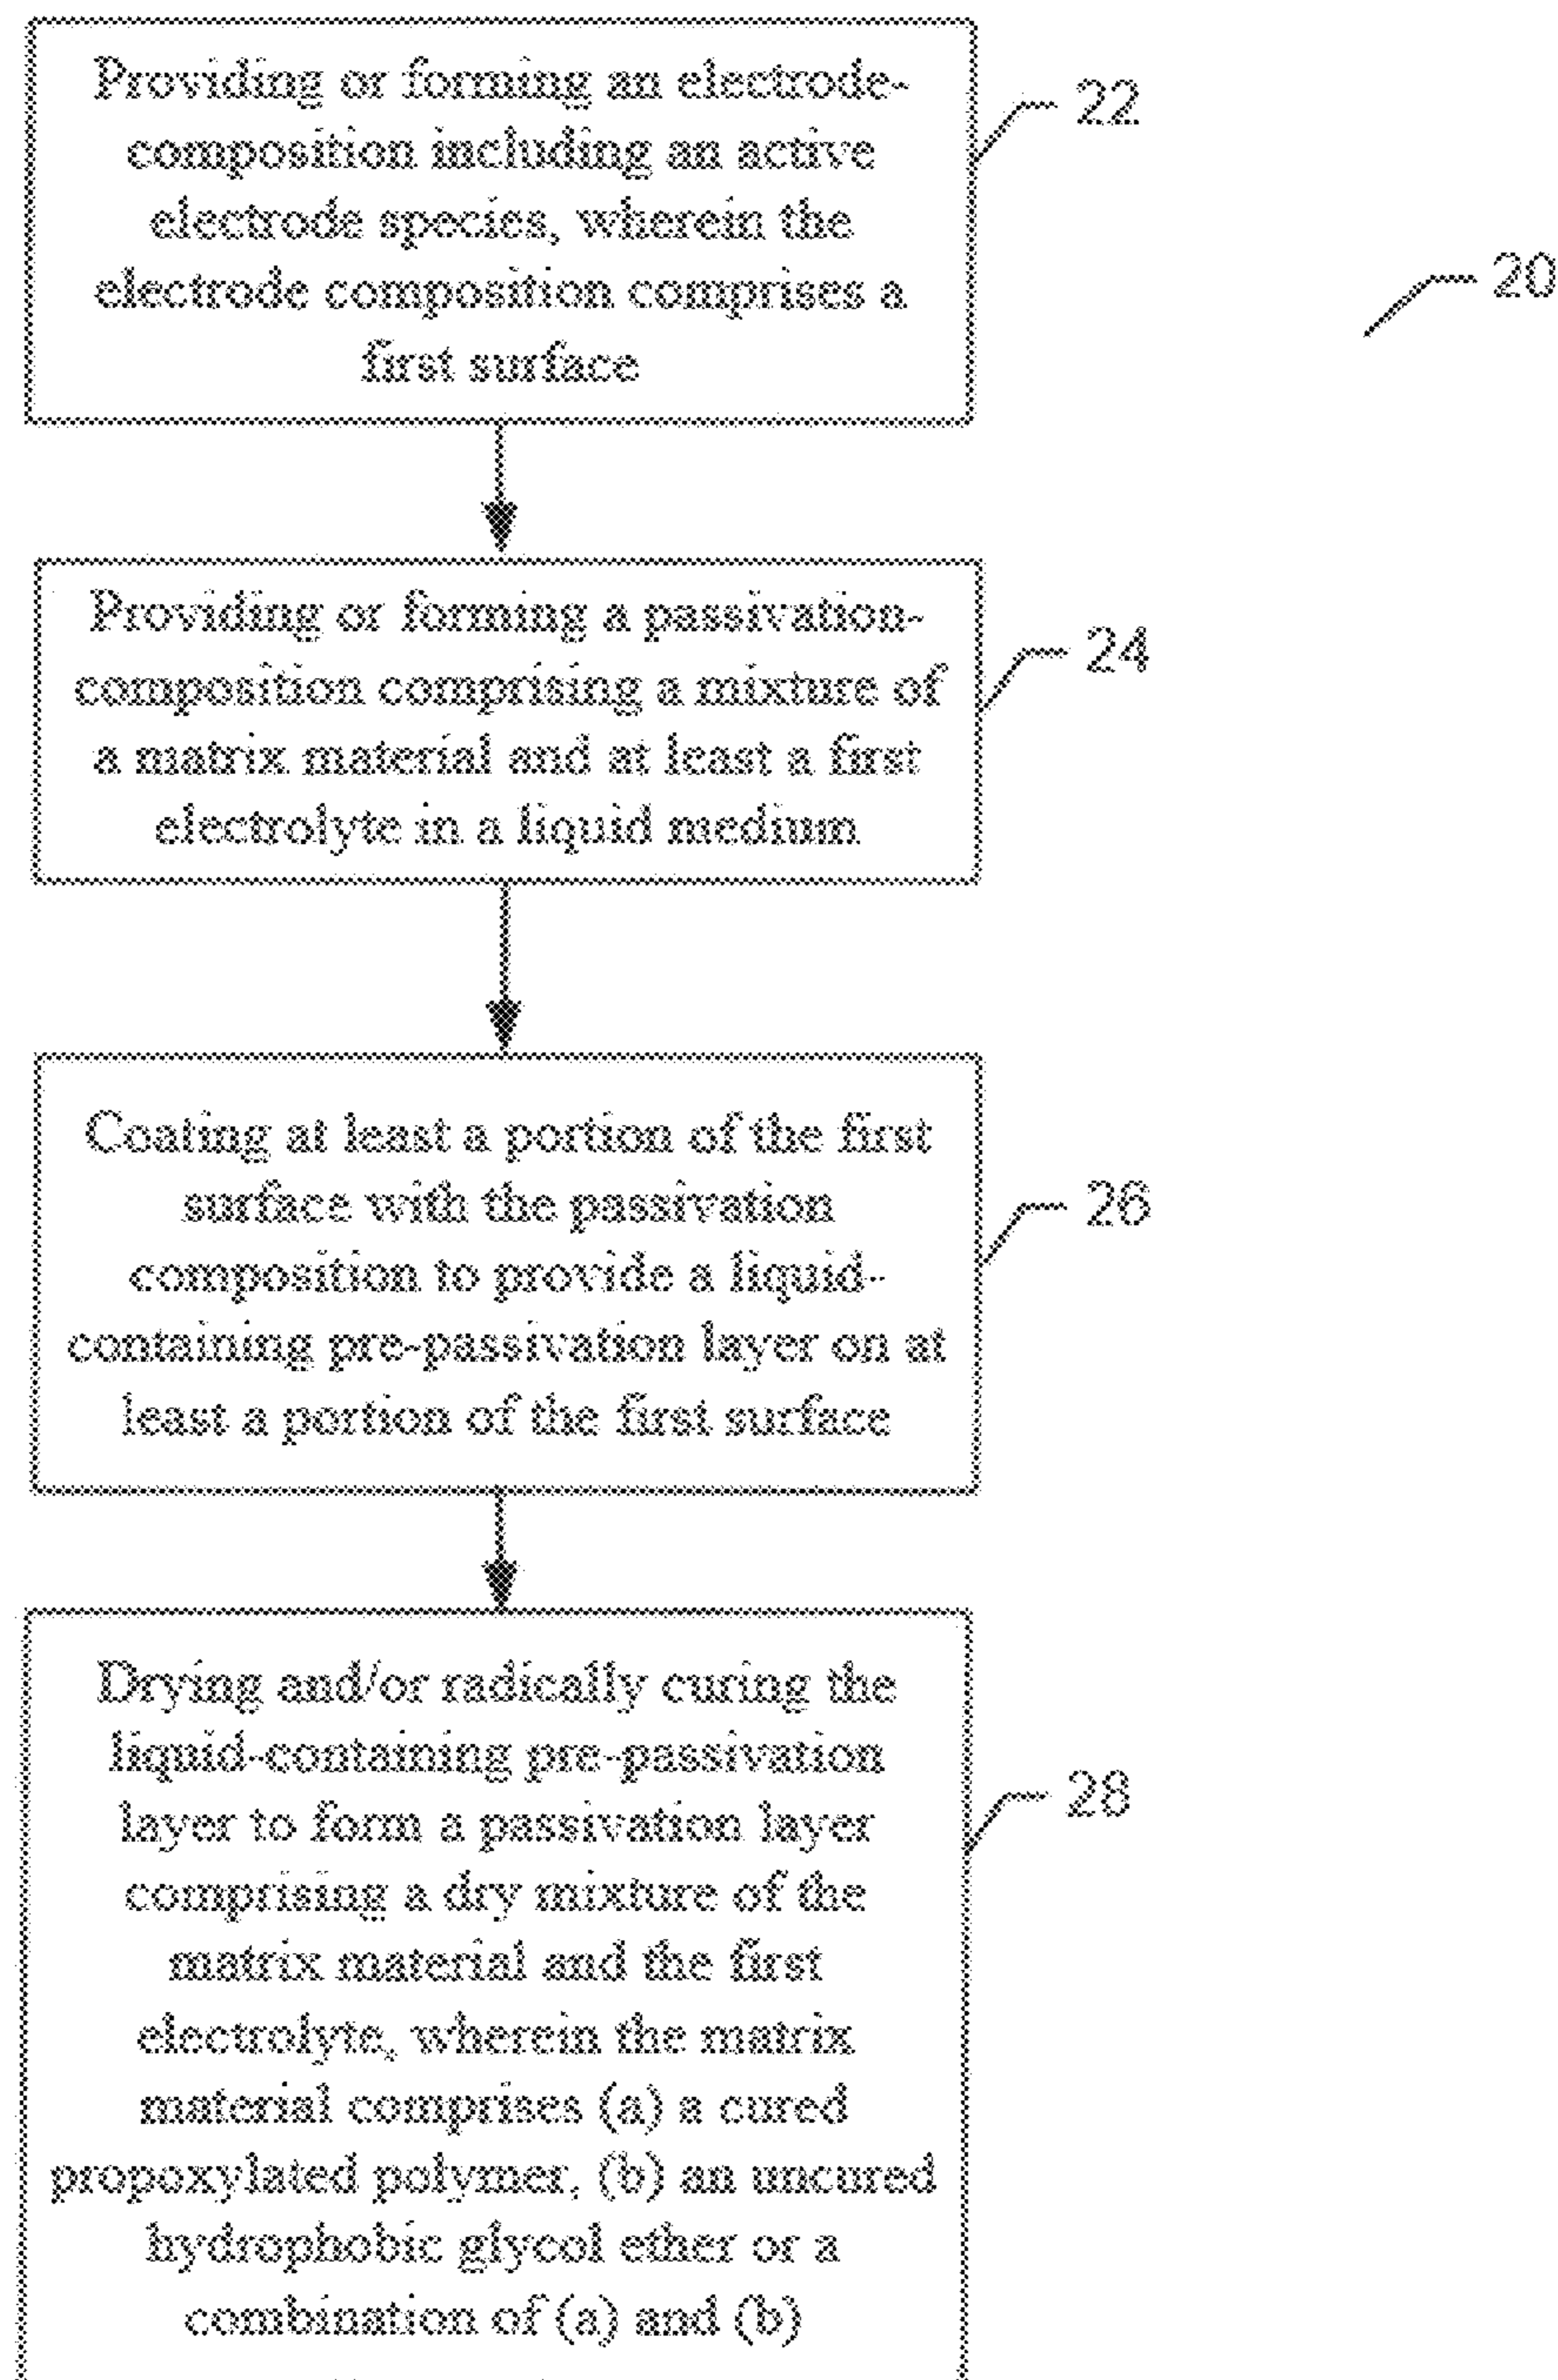 Providing or forming an electrode-
composition including an active
electrode species, wherein the
electrode composition comprises a
first surface
22
20
Providing or forming a passivation-
composition comprising a mixture of
a matrix material and at least a first
electrolyte in a liquid medium
24
Coating at least a portion of the first
surface with the passivation
composition to provide a liquid-
containing pre-passivation layer on at
least a portion of the first surface
26
Drying and/or radically curing the
liquid-containing pre-passivation
layer to form a passivation layer
comprising a dry mixture of the
matrix material and the first
electrolyte, wherein the matrix
material comprises (a) a cured
propoxylated polymer, (b) an uncured
hydrophobic glycol ether or a
combination of (a) and (b)
28